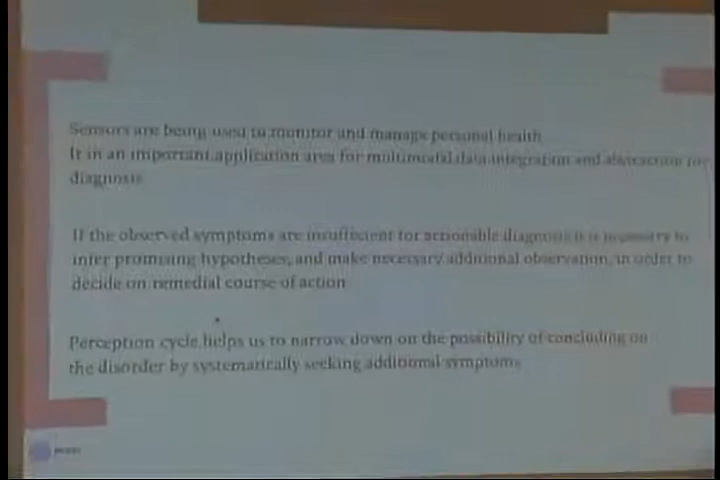 Sensors are being used to monitor and manage personal health
It in an important application area for multimodal data integration and abstraction for
diagnosis
If the observed symptoms are insufficient for actionable diagnosis it is necessary to
infer promising hypotheses, and make necessary additional observation, in order to
decide on remedial course of action
Perception cycle helps us to narrow down on the possibility of concluding on
the disorder by systematically seeking additional symptoms